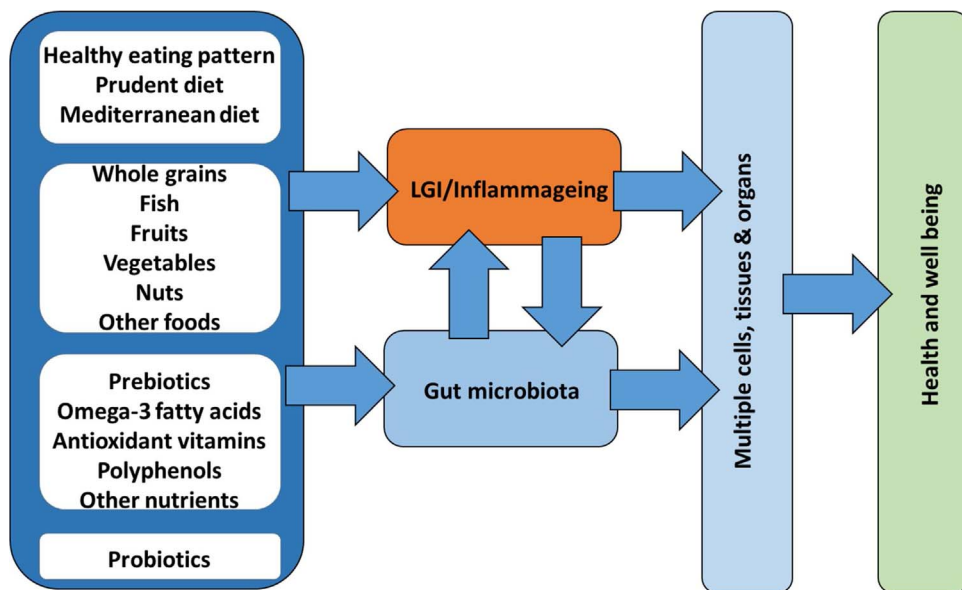 Healthy eating pattern
Prudent diet
Mediterranean diet
Whole grains
Fish
Fruits
Vegetables
Nuts
Other foods
Prebiotics
Omega-3 fatty acids
Antioxidant vitamins
Polyphenols
Other nutrients
Probiotics
LGI/Inflammageing
Gut microbiota
Multiple cells, tissues & organs
Health and well being